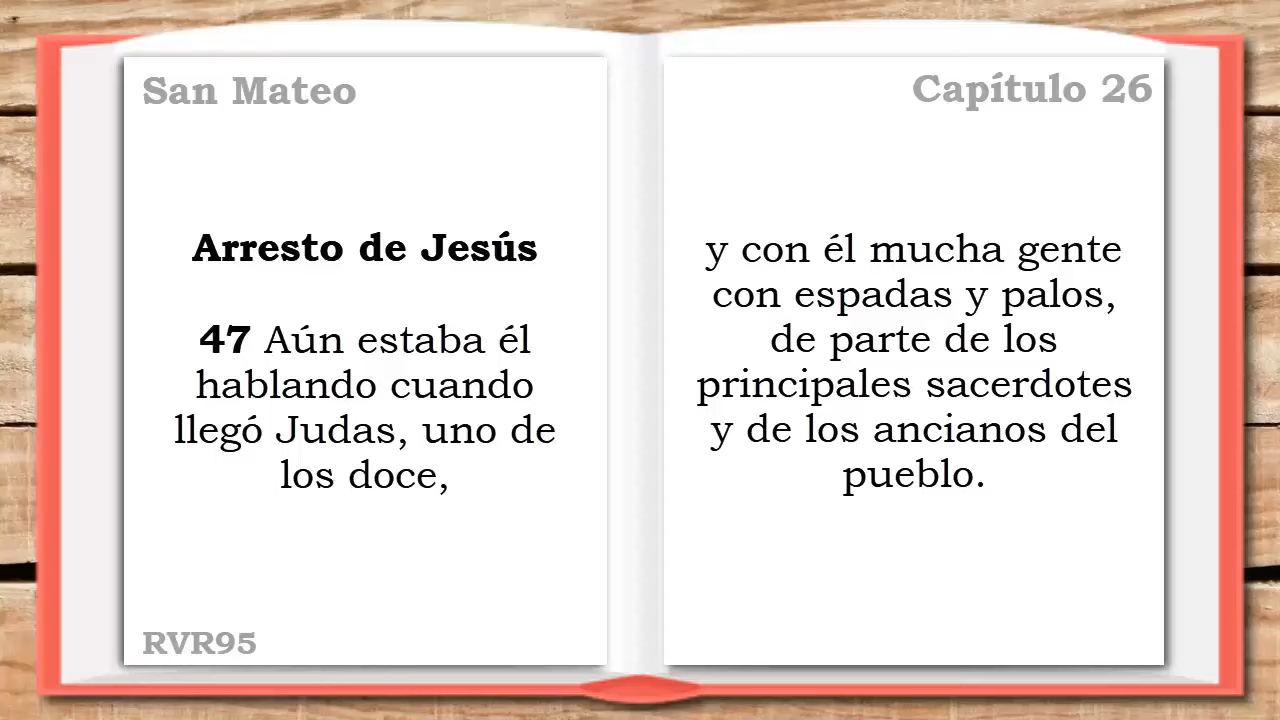 San Mateo
Arresto de Jesús
47 Aún estaba él
hablando cuando
llegó Judas, uno de
los doce,
RVR95
Capítulo 26
y con él mucha gente
con espadas y palos,
de parte de los
principales sacerdotes
y de los ancianos del
pueblo.